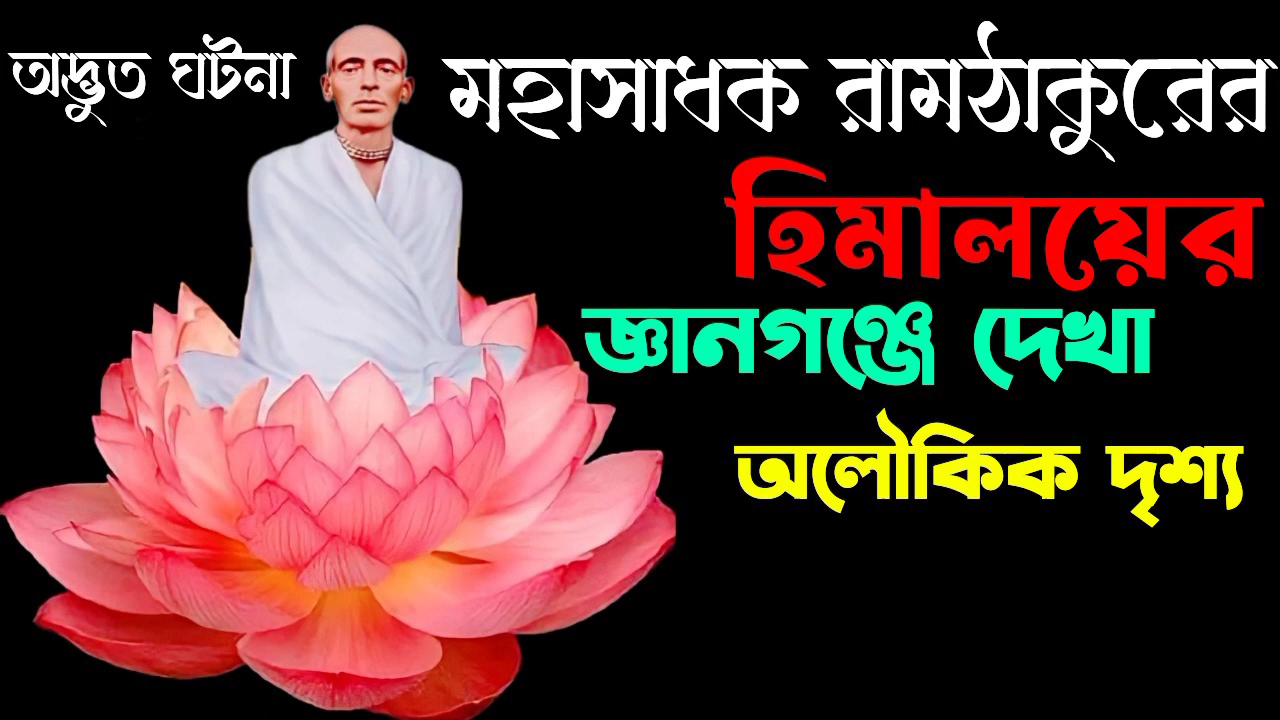 অদ্ভুত ঘটনা
মহাসাধক রামঠাকুরের
হিমালয়ের
জ্ঞানগঞ্জে দেখা
অলৌকিক দৃশ্য